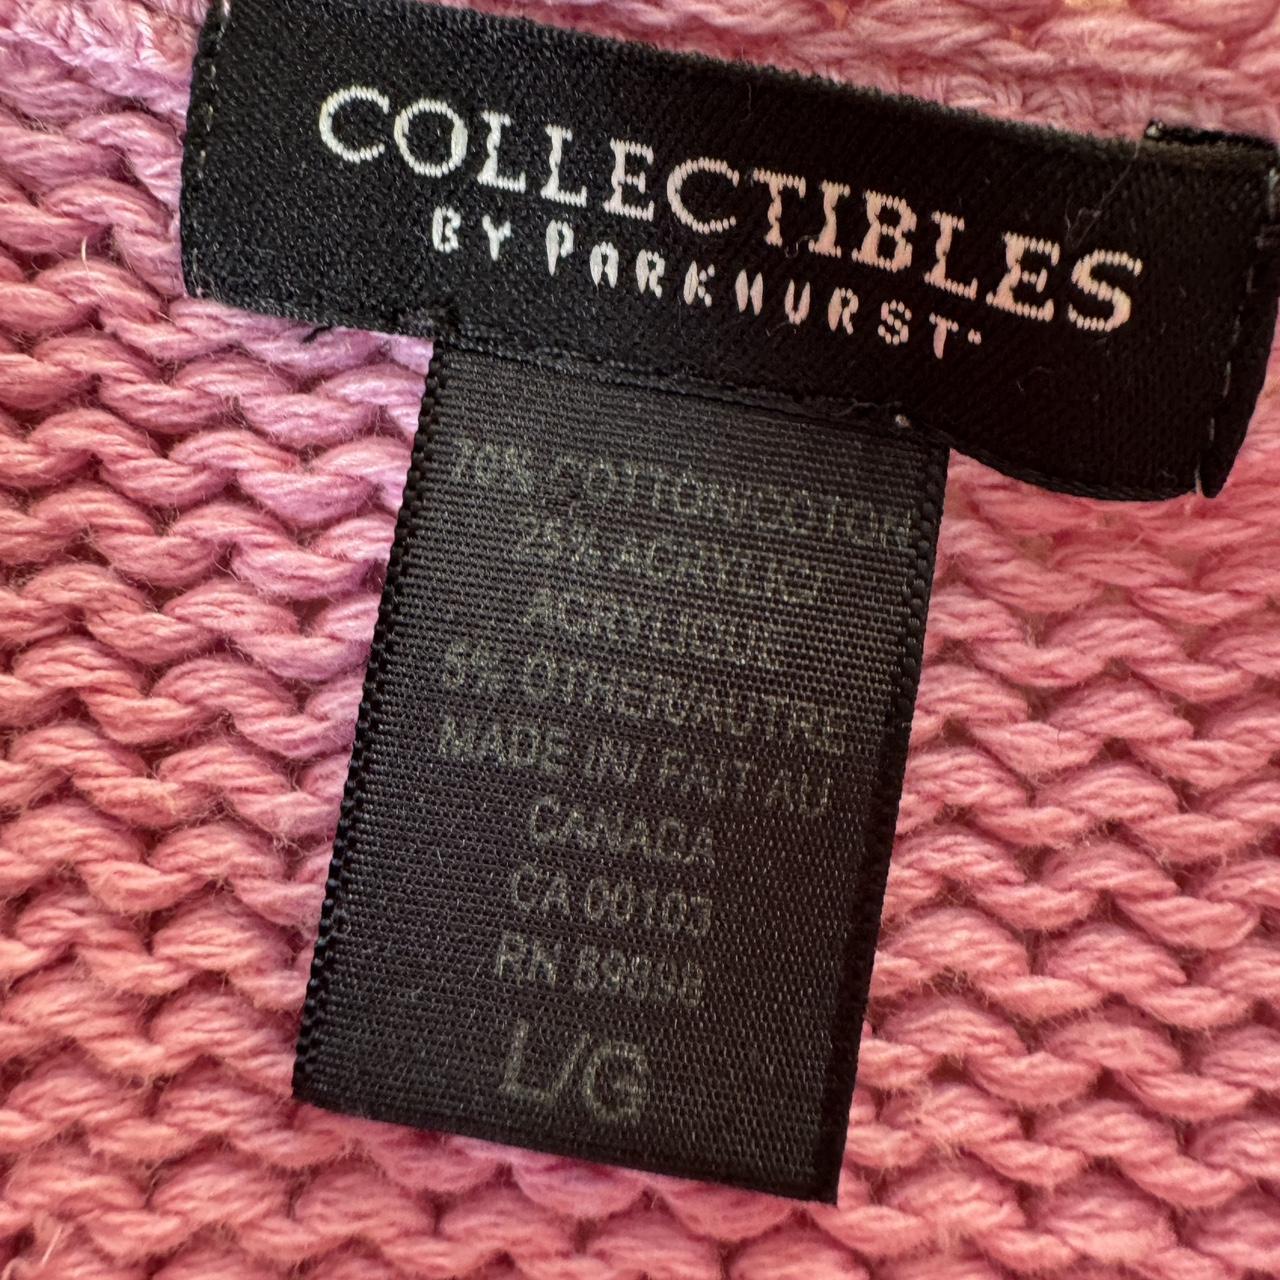 COLLECTIBLES
BY PARKHURST
70% COTTON/COTON
25% ACRYLIC/
ACRYLIQUE
5% OTHER/AUTRE
MADE IN/ FAIT AU
CANADA
CA 00103
RN
L/G